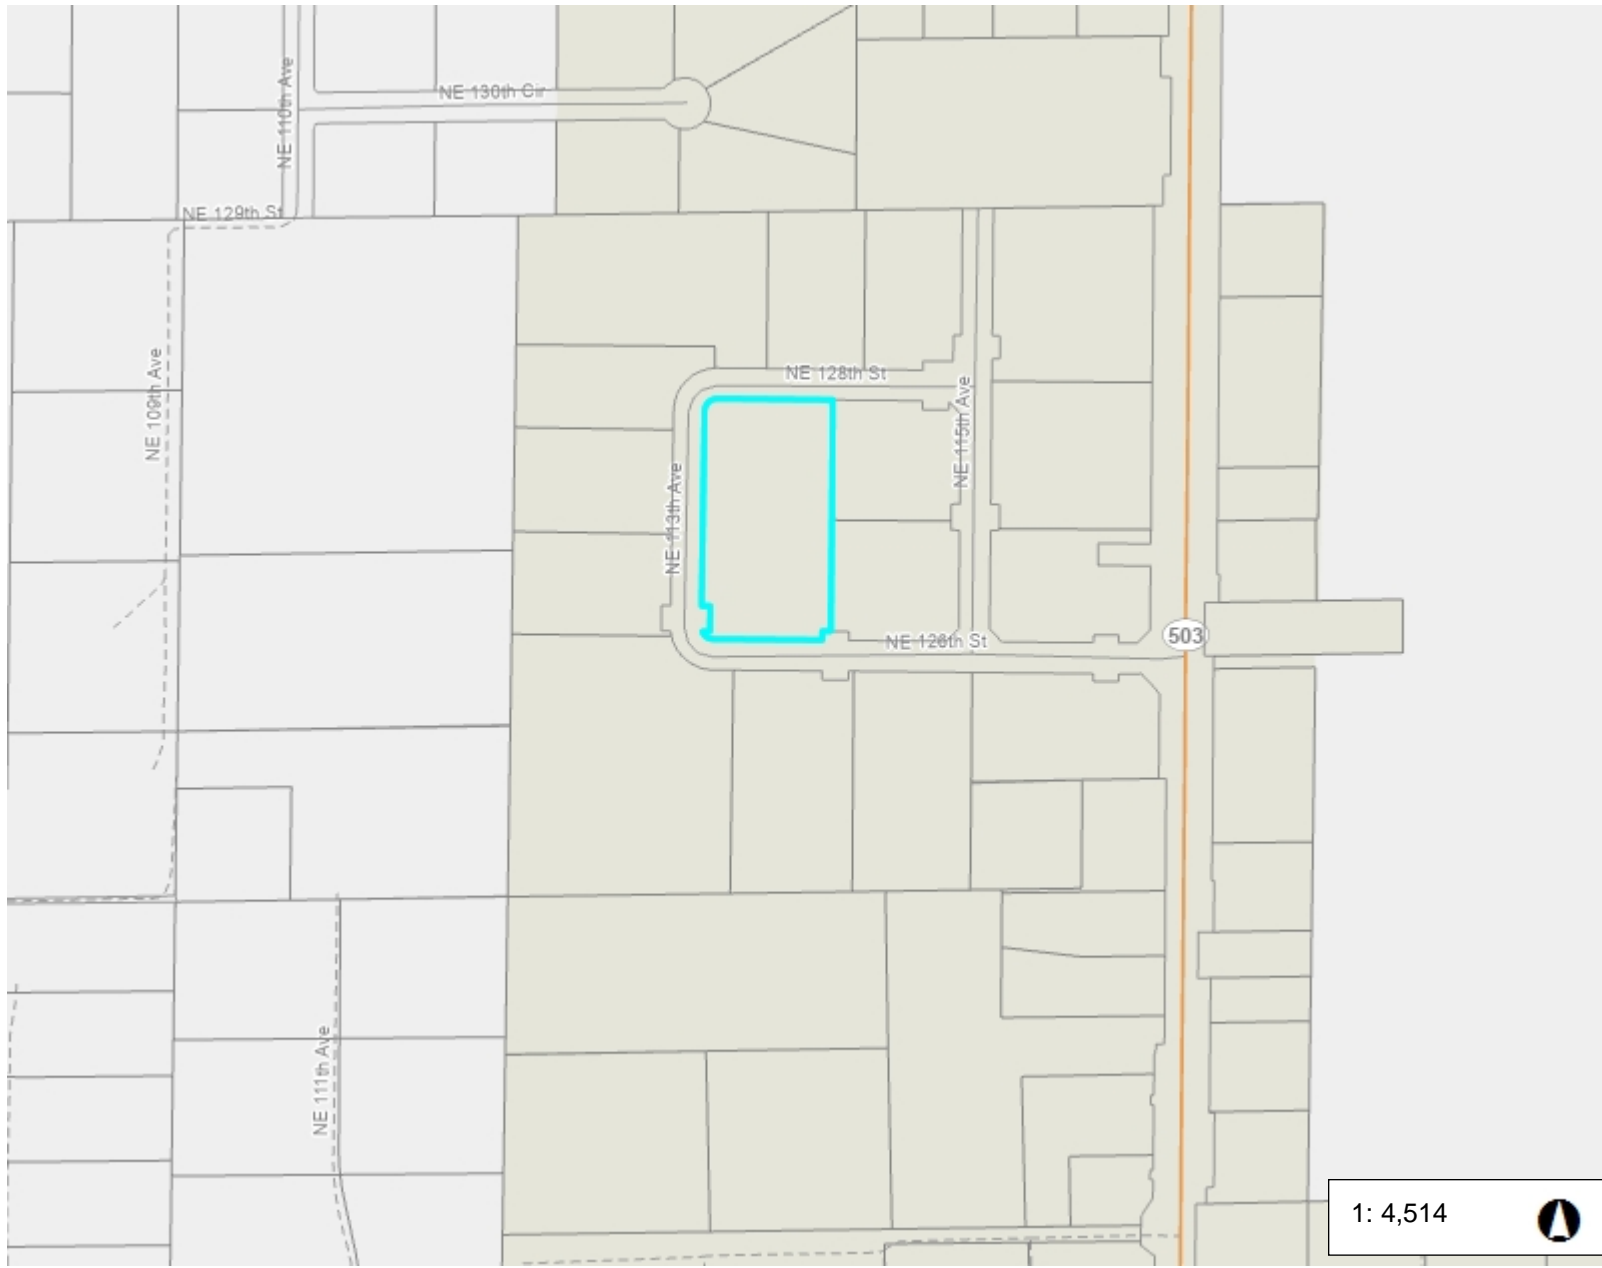 NE 110th Ave
NE 130th Cir
NE 129th St
NE 109th Ave
NE 128th St
NE 115th Ave
NE 113th Ave
NE 126th St
503
NE 111th Ave
1: 4,514